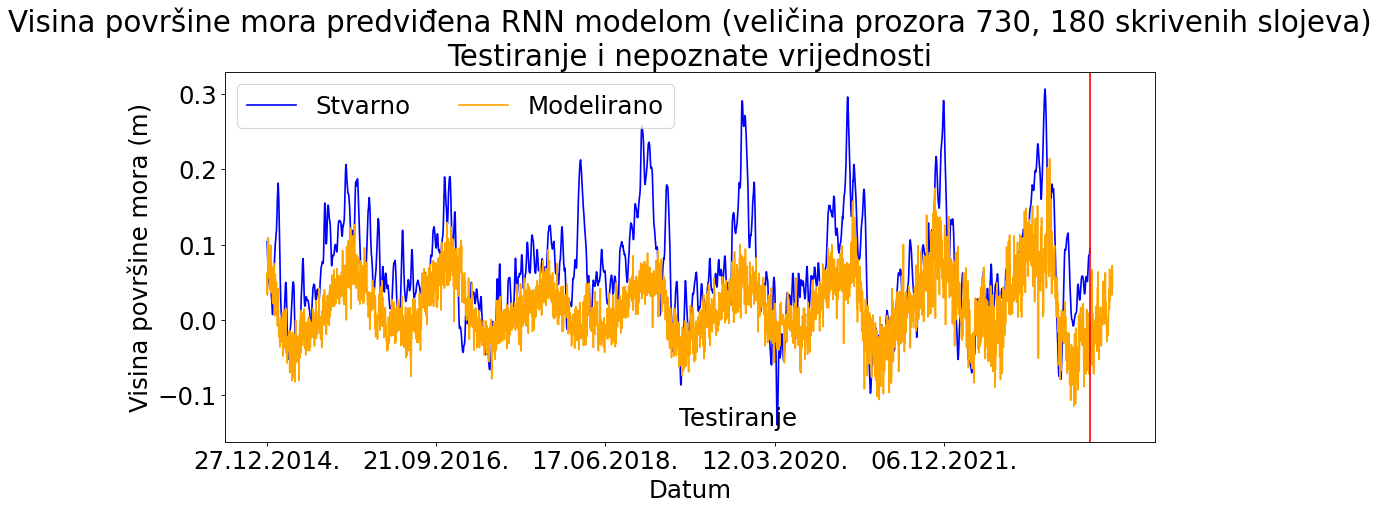 Visina površine mora predviđena RNN modelom (veličina prozora 730, 180 skrivenih slojeva)
Testiranje i nepoznate vrijednosti
Stvarno Modelirano
Visina površine mora (m)
0.3
0.2
0.1
0.0
−0.1
Testiranje
27.12.2014. 21.09.2016. 17.06.2018. 12.03.2020. 06.12.2021.
Datum